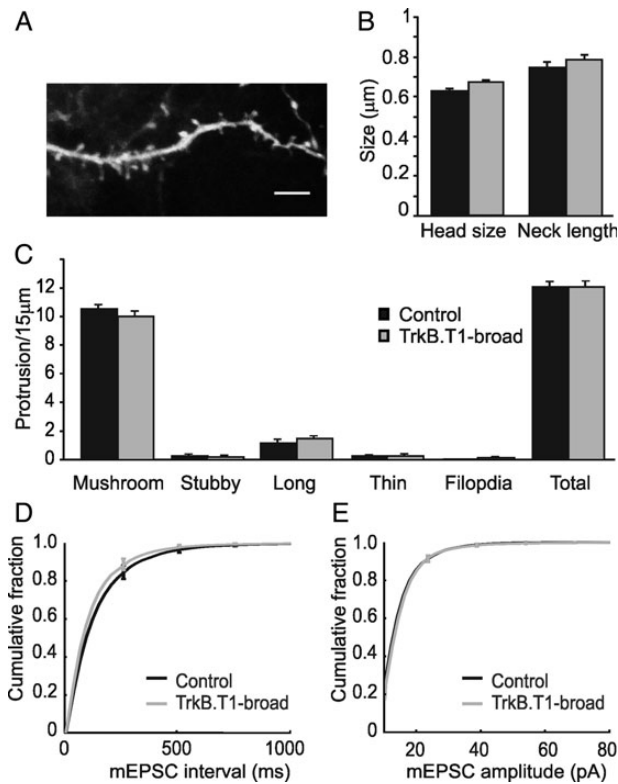 A
B
Size (μm)
1
0.8
0.6
0.4
0.2
0
Head size Neck length
C
Protrusion/15μm
12
10
8
6
4
2
0
Control
TrkB.T1-broad
Mushroom Stubby Long Thin Filopdia Total
D
Cumulative fraction
1.0
0.8
0.6
0.4
0.2
0
Control
TrkB.T1-broad
0 500 1000
mEPSC interval (ms)
E
Cumulative fraction
1.0
0.8
0.6
0.4
0.2
0
Control
TrkB.T1-broad
20 40 60 80
mEPSC amplitude (pA)